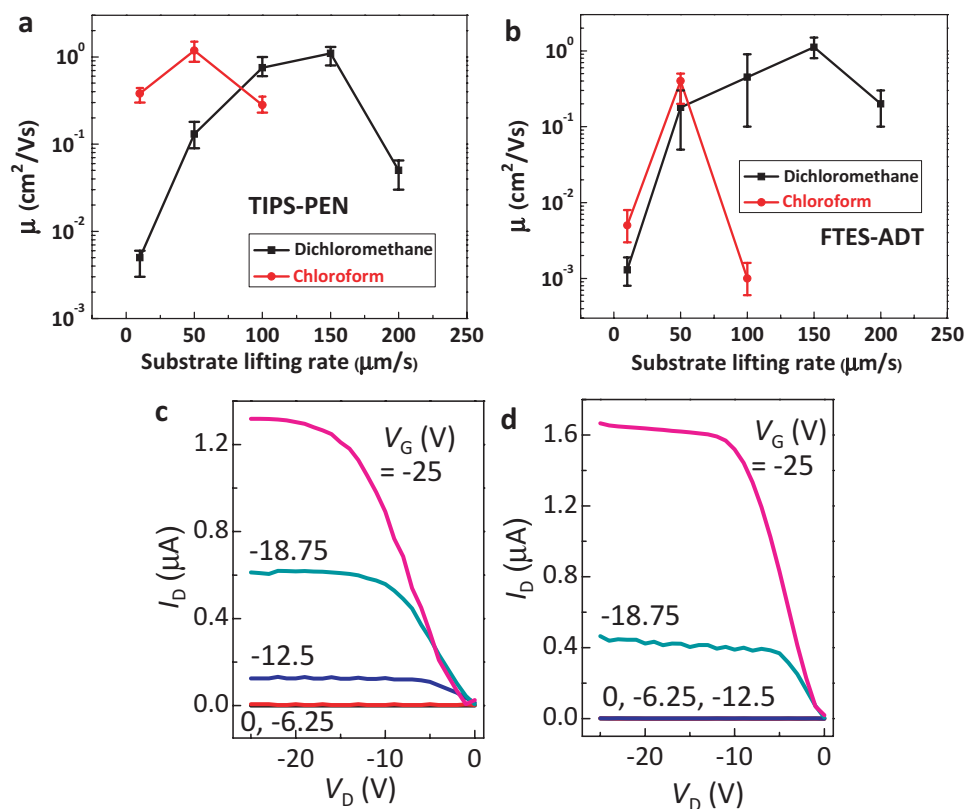 a
10⁰
10⁻¹
10⁻²
10⁻³
μ (cm²/Vs)
TIPS-PEN
Dichloromethane
Chloroform
0 50 100 150 200 250
Substrate lifting rate (μm/s)
b
10⁰
10⁻¹
10⁻²
10⁻³
μ (cm²/Vs)
Dichloromethane
Chloroform
FTES-ADT
0 50 100 150 200 250
Substrate lifting rate (μm/s)
c
1.2
0.8
0.4
0.0
I_D (μA)
V_G (V)
= -25
-18.75
-12.5
0, -6.25
-20 -10 0
V_D (V)
d
1.6
1.2
0.8
0.4
0.0
I_D (μA)
V_G (V)
= -25
-18.75
0, -6.25, -12.5
-20 -10 0
V_D (V)